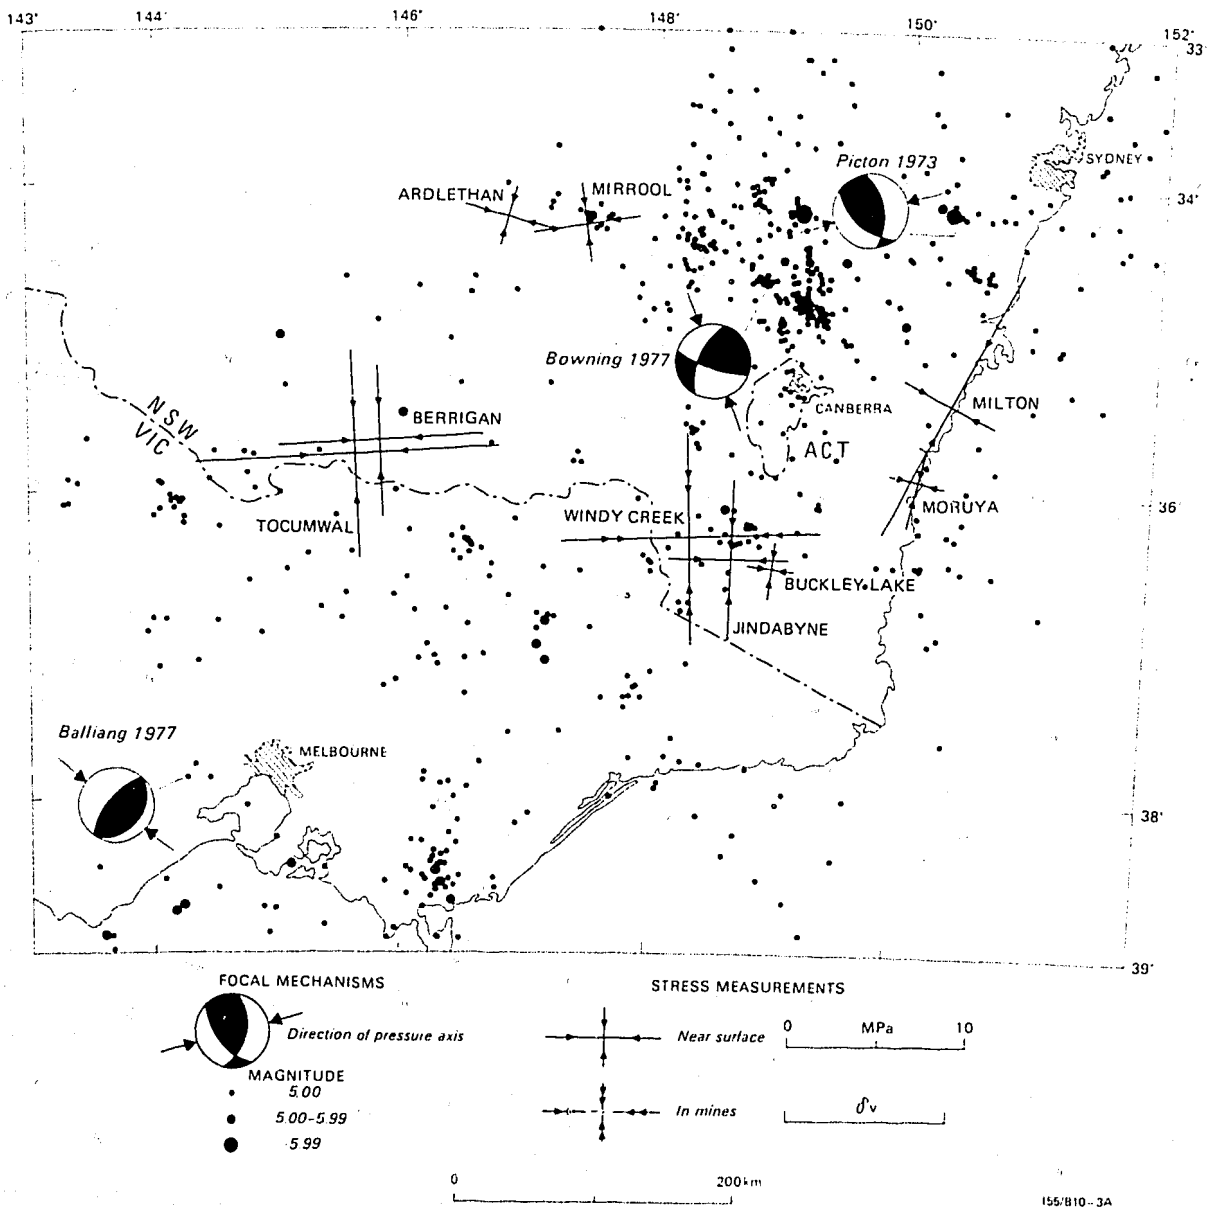 143° 144° 146° 148° 150° 152°
33°
SYDNEY
Picton 1973
34°
ARDLETHAN
MIRROOL
Bowning 1977
CANBERRA
MILTON
NSW
VIC
BERRIGAN
ACT
MORUYA
36°
TOCUMWAL
WINDY CREEK
BUCKLEY LAKE
JINDABYNE
Balliang 1977
MELBOURNE
38°
39°
FOCAL MECHANISMS
Direction of pressure axis
MAGNITUDE
5.00
5.00-5.99
5.99
STRESS MEASUREMENTS
Near surface
0 MPa 10
In mines
δv
0 200km
155/B10-3A